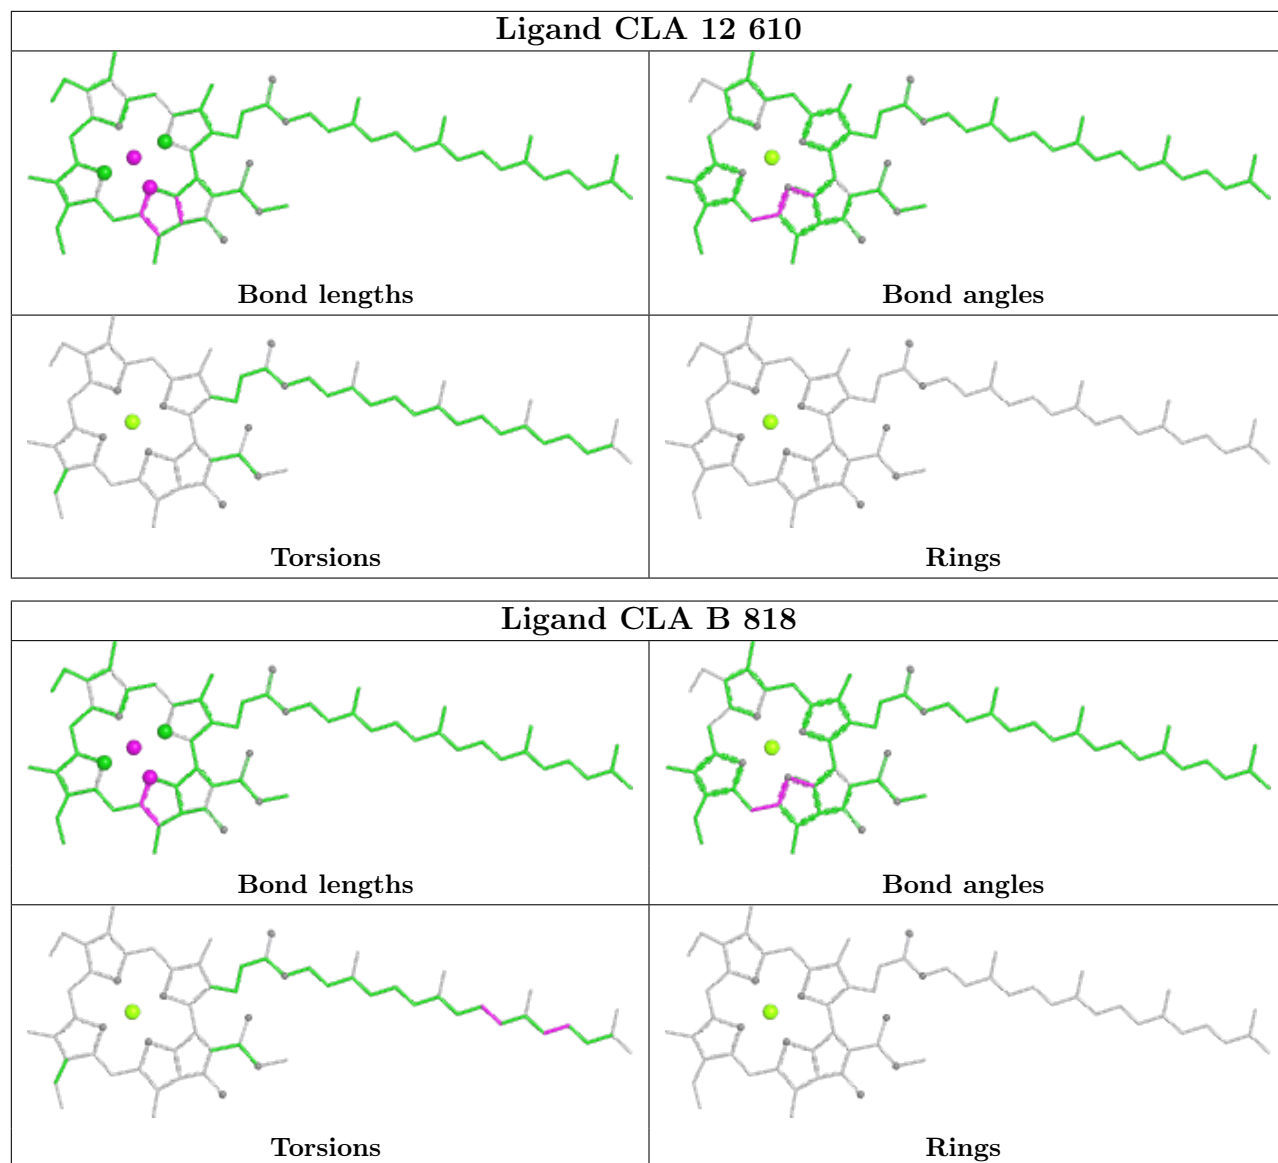 Ligand CLA 12 610
Bond lengths
Bond angles
Torsions
Rings
Ligand CLA B 818
Bond lengths
Bond angles
Torsions
Rings